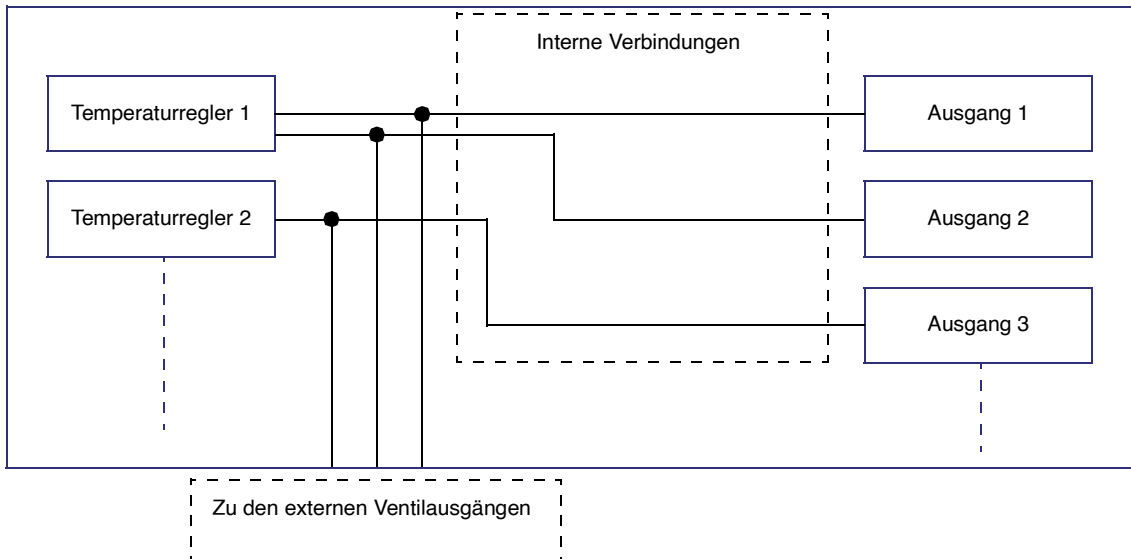 Interne Verbindungen
Temperaturregler 1
Ausgang 1
Temperaturregler 2
Ausgang 2
Ausgang 3
Zu den externen Ventilausgängen